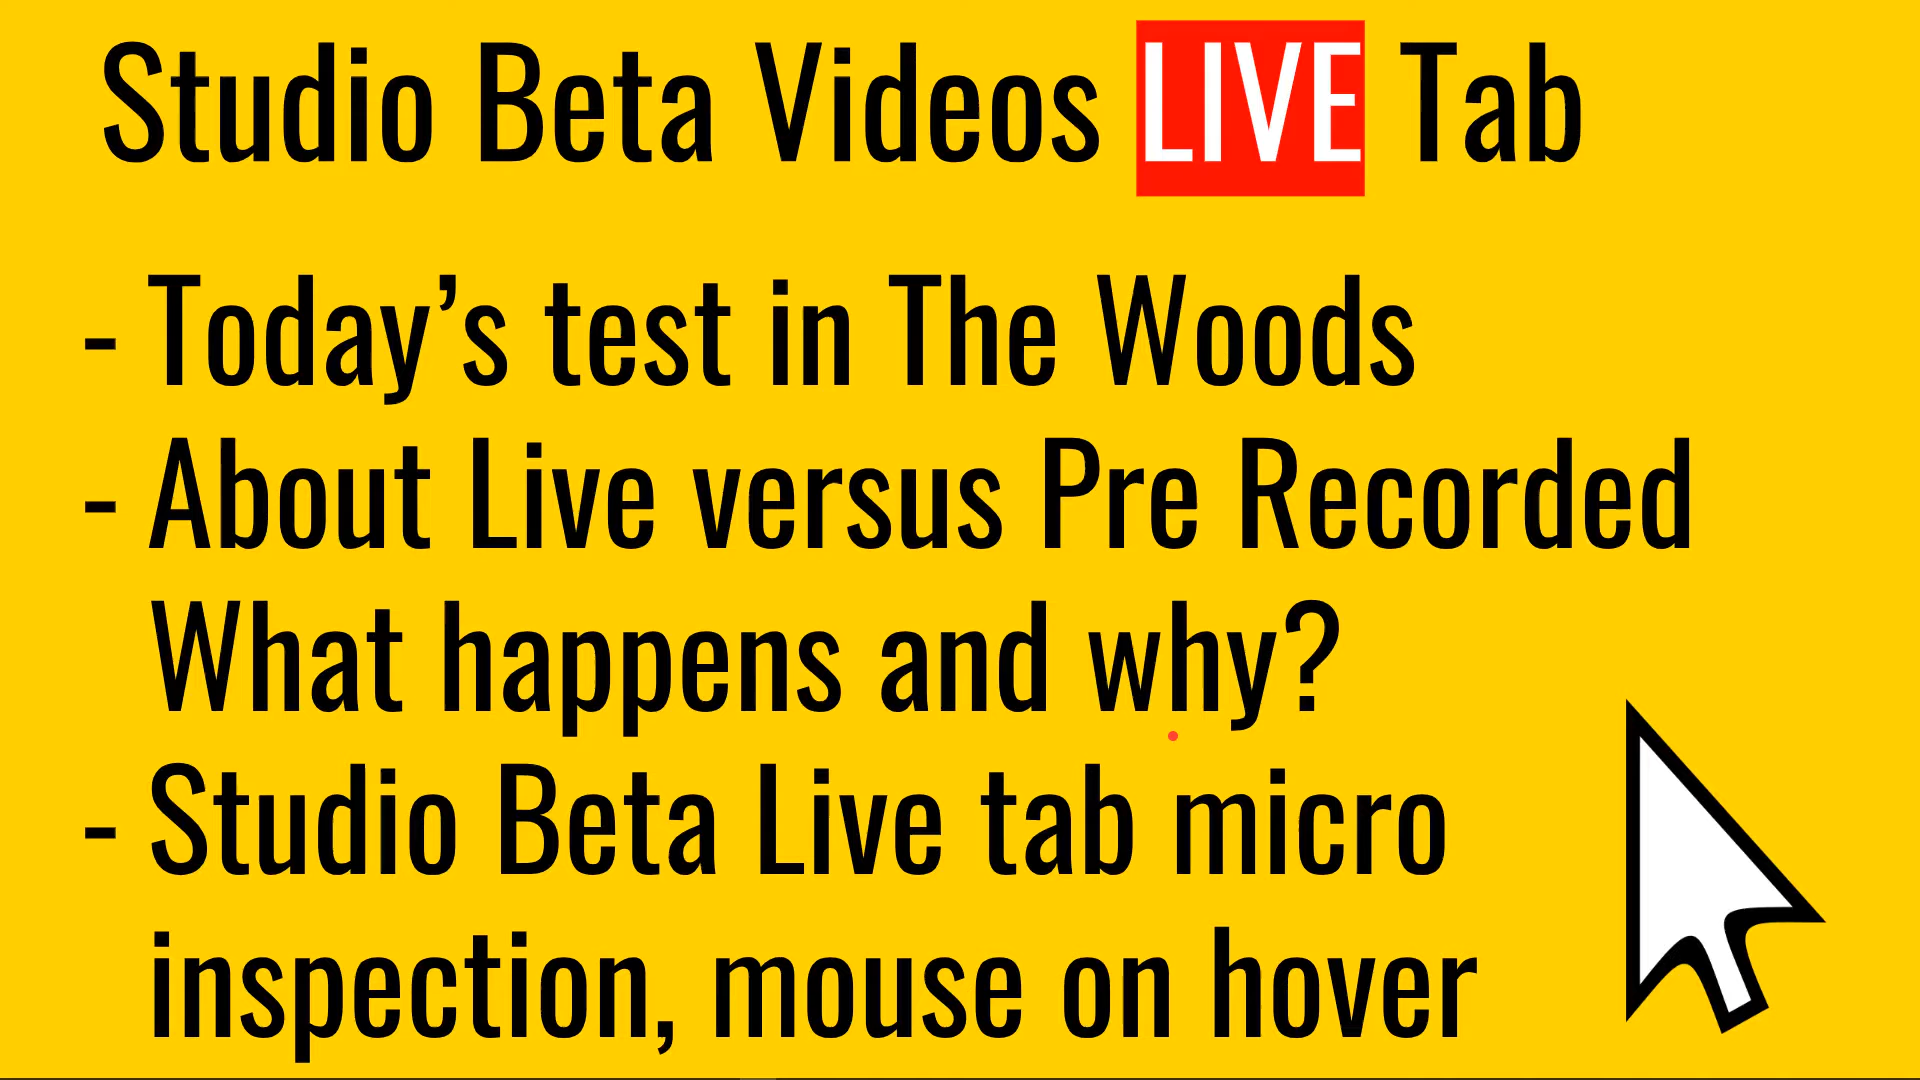 Studio Beta Videos LIVE Tab
- Today’s test in The Woods
- About Live versus Pre Recorded
What happens and why?
- Studio Beta Live tab micro
inspection, mouse on hover